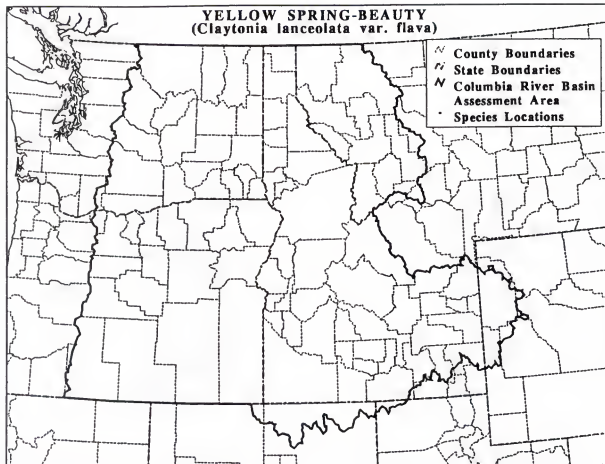 YELLOW SPRING-BEAUTY
(Claytonia lanceolata var. flava)
County Boundaries
State Boundaries
Columbia River Basin
Assessment Area
Species Locations